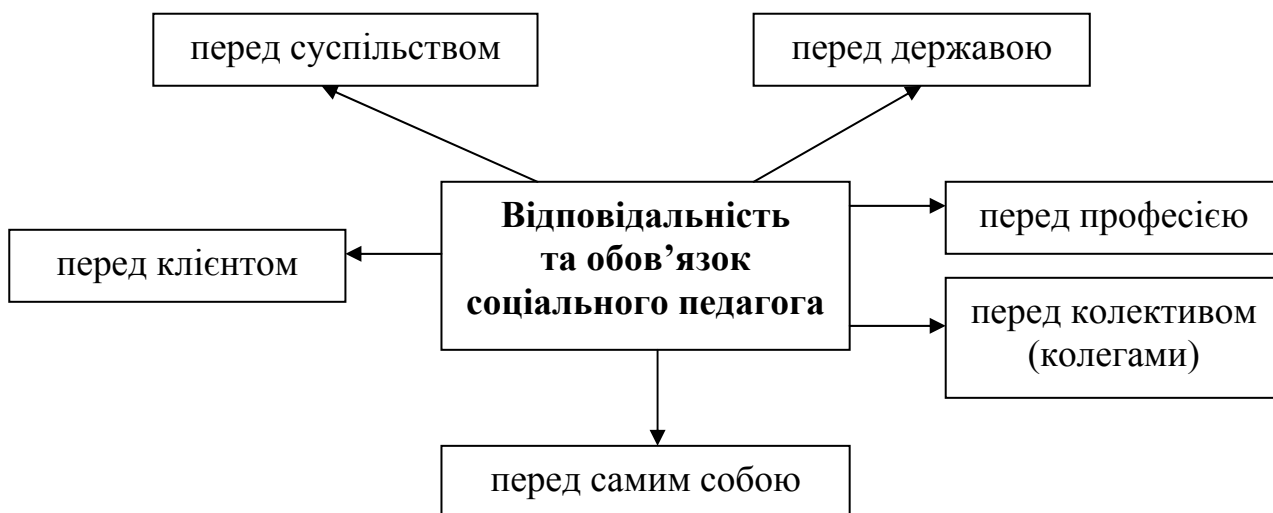 перед суспільством
перед державою
Відповідальність
та обов’язок
соціального педагога
перед професією
перед клієнтом
перед колективом
(колегами)
перед самим собою